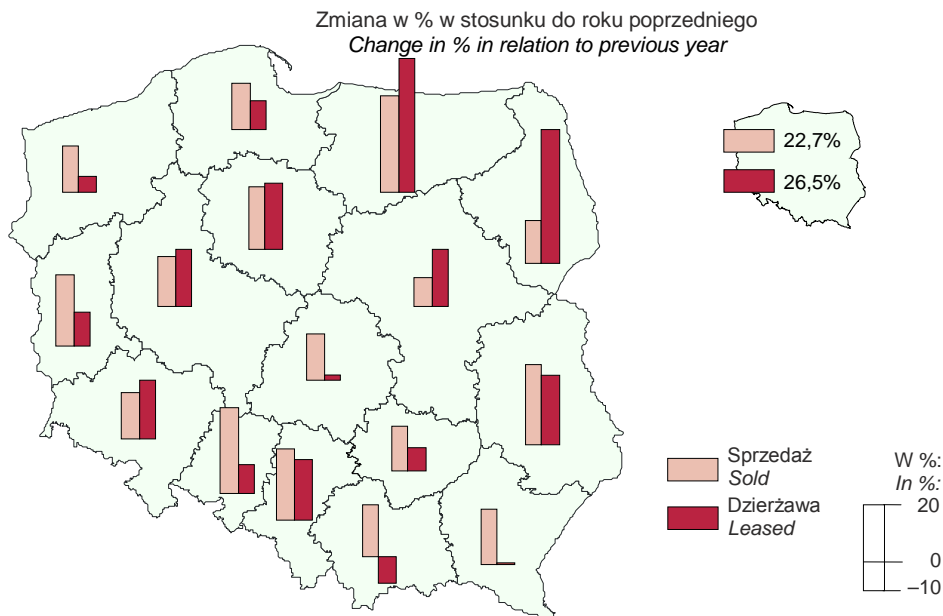 Zmiana w % w stosunku do roku poprzedniego
Change in % in relation to previous year
22,7%
26,5%
Sprzedaż
Sold
Dzierżawa
Leased
W %:
In %:
20
0
–10